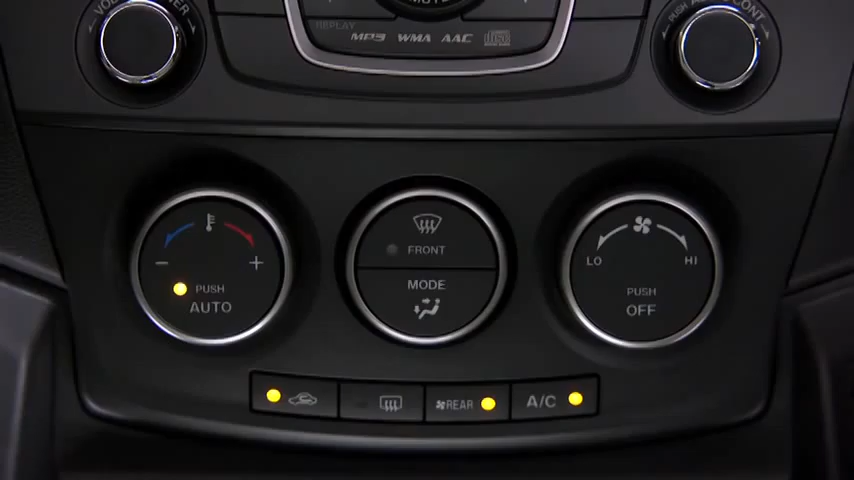 REPLAY
MP3 WMA AAC
PUSH
AUTO
FRONT
MODE
LO HI
PUSH
OFF
REAR
A/C